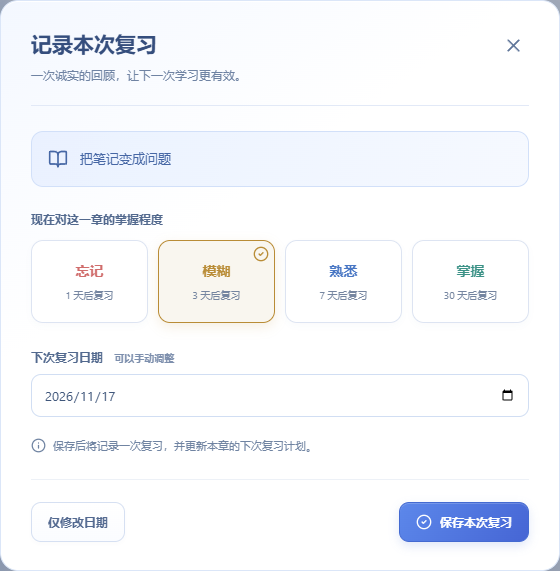 记录本次复习
一次诚实的回顾，让下一次学习更有效。
把笔记变成问题
现在对这一章的掌握程度
忘记
1 天后复习
模糊
3 天后复习
熟悉
7 天后复习
掌握
30 天后复习
下次复习日期 可以手动调整
2026/11/17
保存后将记录一次复习，并更新本章的下次复习计划。
仅修改日期
保存本次复习